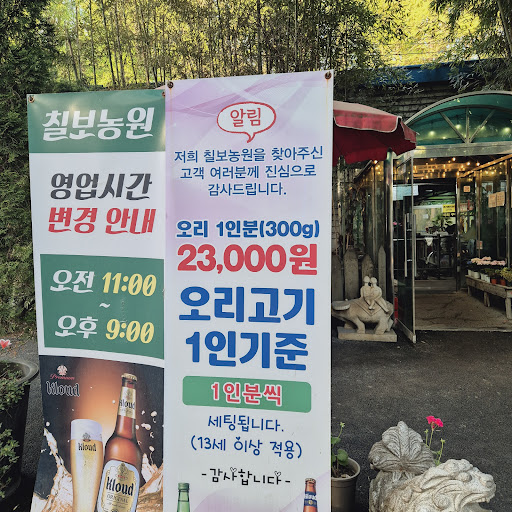 칠보농원
영업시간
변경 안내
오전 11:00
~
오후 9:00
kloud
kloud
kloud
알림
저희 칠보농원을 찾아주신
고객 여러분께 진심으로
감사드립니다.
오리 1인분(300g)
23,000원
오리고기
1인기준
1인분씩
세팅됩니다.
(13세 이상 적용)
-감사합니다-
kloud